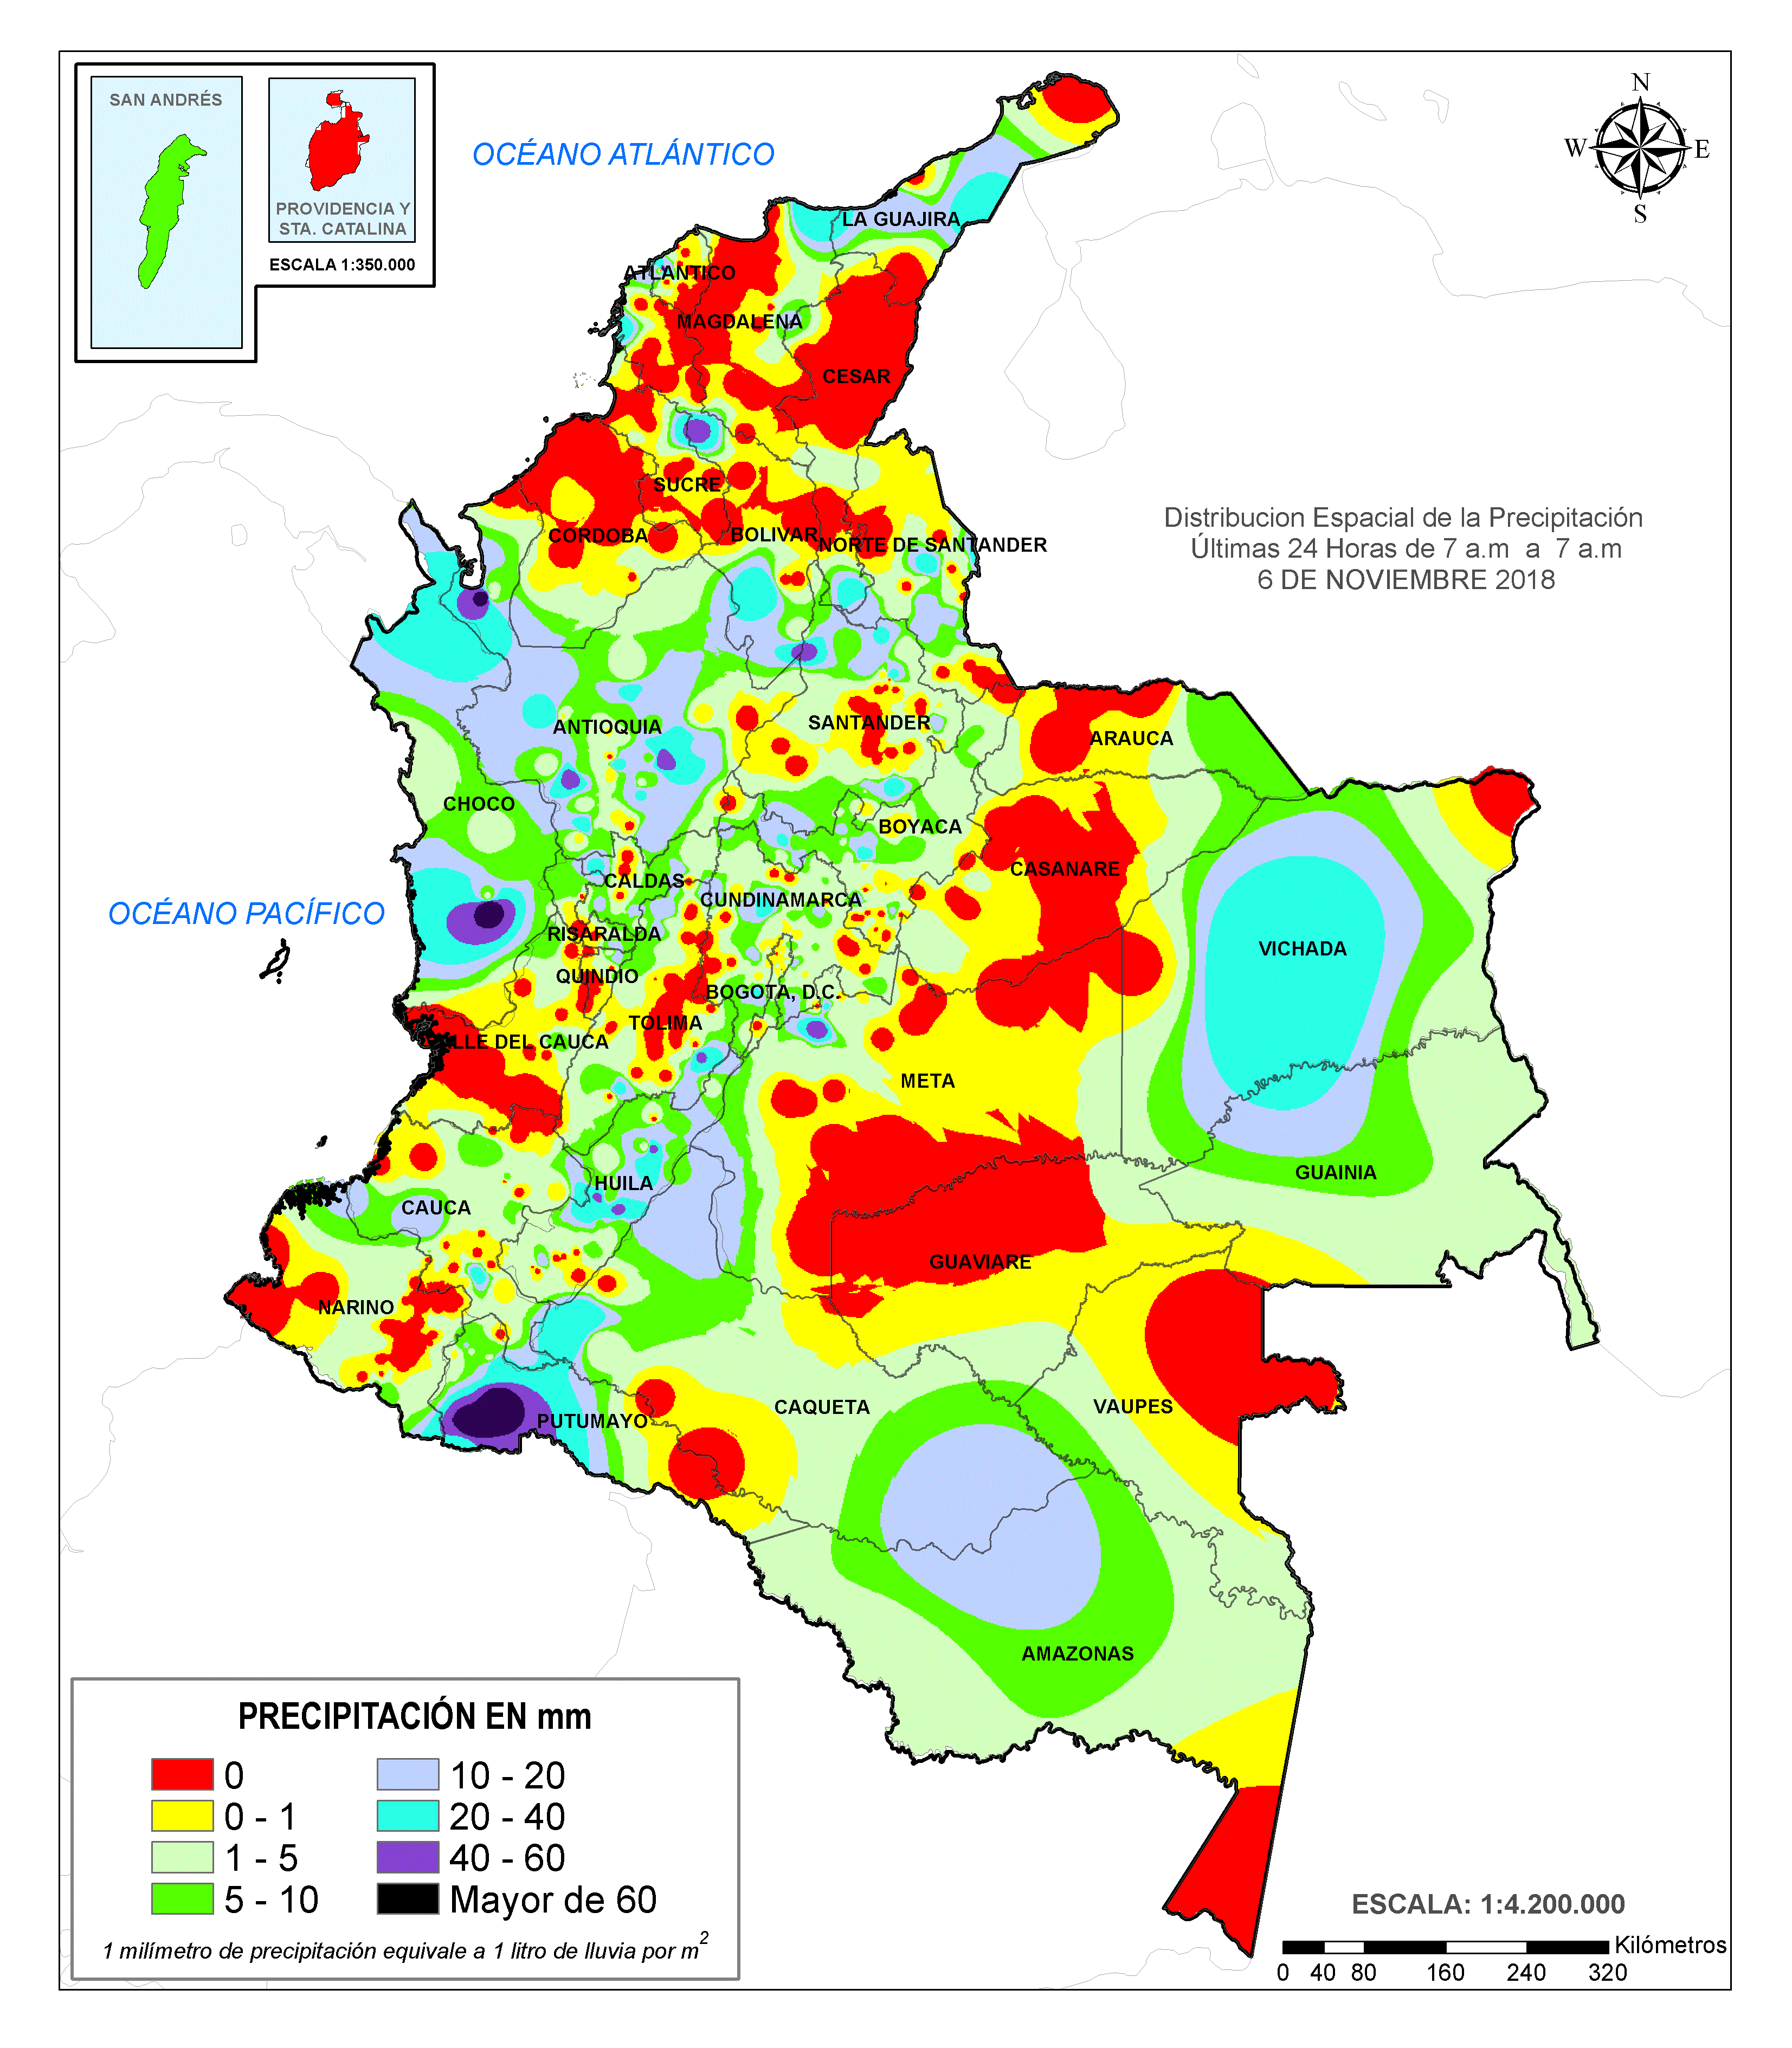 SAN ANDRÉS
PROVIDENCIA Y
STA. CATALINA
ESCALA 1:350.000
OCÉANO ATLÁNTICO
N
W
E
S
LA GUAJIRA
ATLANTICO
MAGDALENA
CESAR
SUCRE
CORDOBA
BOLIVAR
NORTE DE SANTANDER
Distribucion Espacial de la Precipitación
Últimas 24 Horas de 7 a.m a 7 a.m
6 DE NOVIEMBRE 2018
ANTIOQUIA
SANTANDER
ARAUCA
CHOCO
BOYACA
CASANARE
CALDAS
CUNDINAMARCA
OCÉANO PACÍFICO
RISARALDA
VICHADA
QUINDIO
BOGOTA, D.C.
TOLIMA
LLE DEL CAUCA
META
HUILA
GUAINIA
CAUCA
GUAVIARE
NARINO
CAQUETA
VAUPES
PUTUMAYO
AMAZONAS
PRECIPITACIÓN EN mm
0
0 - 1
1 - 5
5 - 10
10 - 20
20 - 40
40 - 60
Mayor de 60
1 milímetro de precipitación equivale a 1 litro de lluvia por m2
ESCALA: 1:4.200.000
Kilómetros
0 40 80 160 240 320